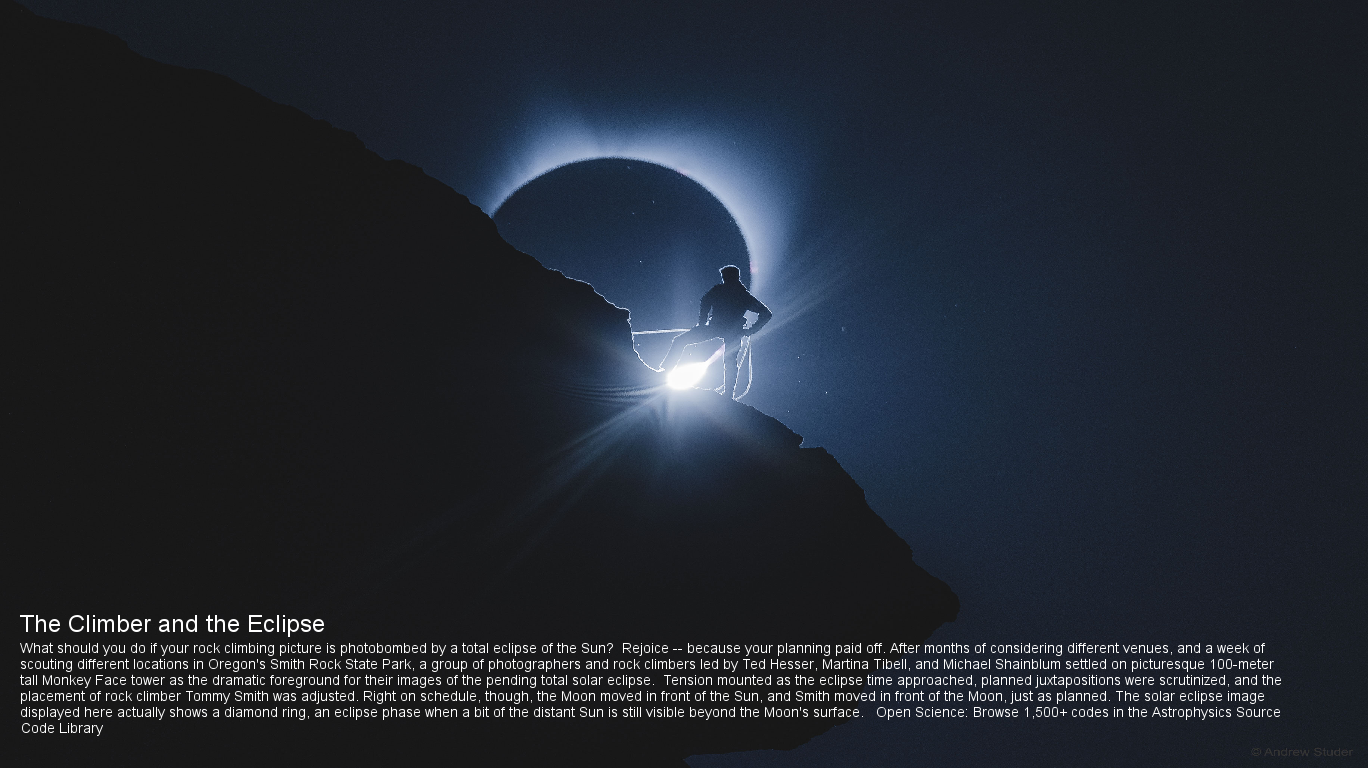 The Climber and the Eclipse
What should you do if your rock climbing picture is photobombed by a total eclipse of the Sun?  Rejoice -- because your planning paid off. After months of considering different venues, and a week of
scouting different locations in Oregon's Smith Rock State Park, a group of photographers and rock climbers led by Ted Hesser, Martina Tibell, and Michael Shainblum settled on picturesque 100-meter
tall Monkey Face tower as the dramatic foreground for their images of the pending total solar eclipse.  Tension mounted as the eclipse time approached, planned juxtapositions were scrutinized, and the
placement of rock climber Tommy Smith was adjusted. Right on schedule, though, the Moon moved in front of the Sun, and Smith moved in front of the Moon, just as planned. The solar eclipse image
displayed here actually shows a diamond ring, an eclipse phase when a bit of the distant Sun is still visible beyond the Moon's surface.   Open Science: Browse 1,500+ codes in the Astrophysics Source
Code Library
© Andrew Studer